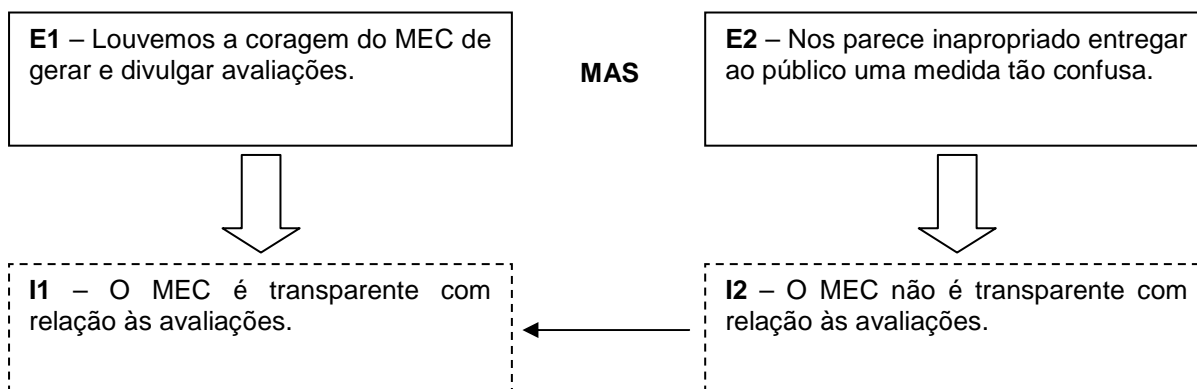 E1 – Louvemos a coragem do MEC de
gerar e divulgar avaliações.
MAS
E2 – Nos parece inapropriado entregar
ao público uma medida tão confusa.
I1 – O MEC é transparente com
relação às avaliações.
I2 – O MEC não é transparente com
relação às avaliações.